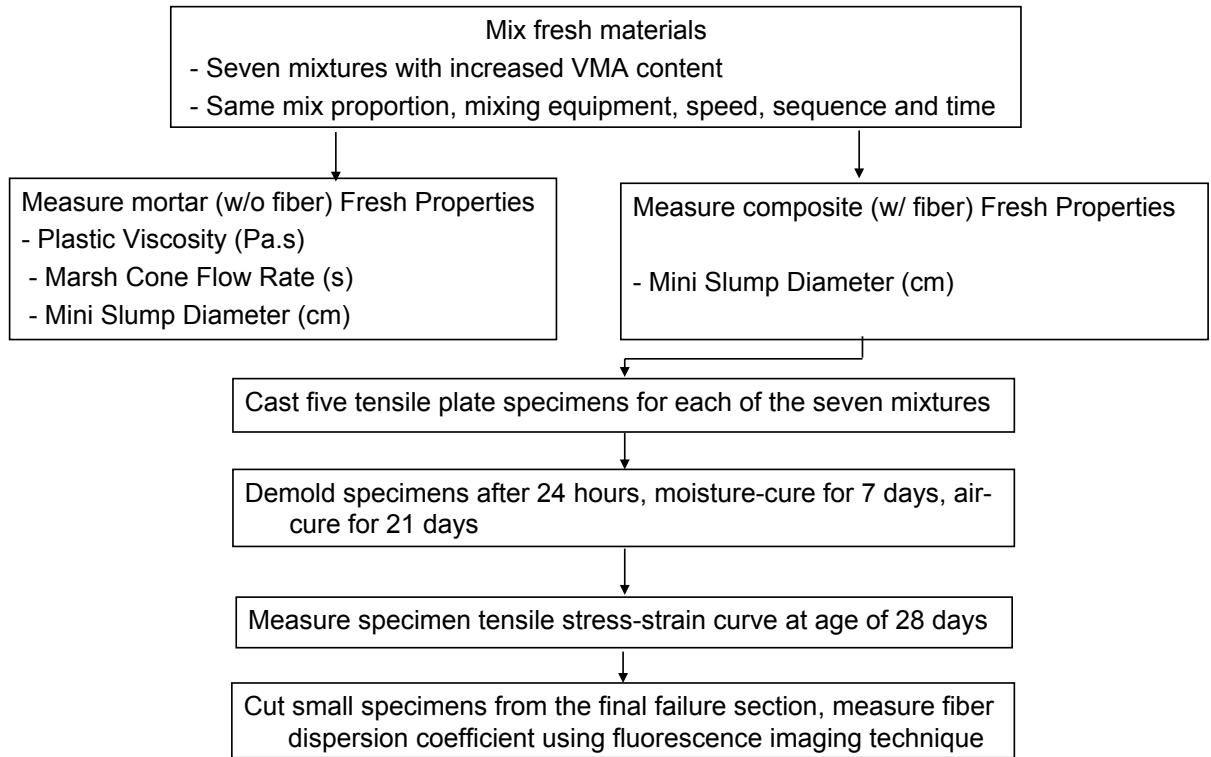 Mix fresh materials
- Seven mixtures with increased VMA content
- Same mix proportion, mixing equipment, speed, sequence and time
Measure mortar (w/o fiber) Fresh Properties
- Plastic Viscosity (Pa.s)
- Marsh Cone Flow Rate (s)
- Mini Slump Diameter (cm)
Measure composite (w/ fiber) Fresh Properties
- Mini Slump Diameter (cm)
Cast five tensile plate specimens for each of the seven mixtures
Demold specimens after 24 hours, moisture-cure for 7 days, air-
cure for 21 days
Measure specimen tensile stress-strain curve at age of 28 days
Cut small specimens from the final failure section, measure fiber
dispersion coefficient using fluorescence imaging technique